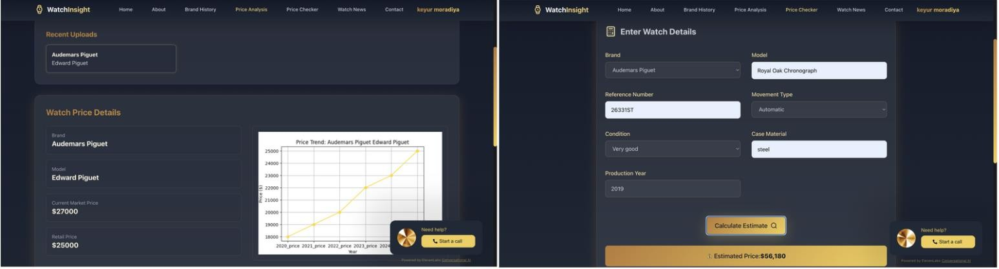 WatchInsight
Home About Brand History Price Analysis Price Checker Watch News Contact keyur moradiya
Recent Uploads
Audemars Piguet
Edward Piguet
Watch Price Details
Brand
Audemars Piguet
Model
Edward Piguet
Current Market Price
$27000
Retail Price
$25000
Price Trend: Audemars Piguet Edward Piguet
25000
24000
23000
22000
21000
20000
19000
18000
Price ($)
2020_price 2021_price 2022_price 2023_price 2024
Year
Need help?
Start a call
Powered by ElevenLabs Conversational AI
WatchInsight
Home About Brand History Price Analysis Price Checker Watch News Contact keyur moradiya
Enter Watch Details
Brand Model
Audemars Piguet Royal Oak Chronograph
Reference Number Movement Type
26331ST Automatic
Condition Case Material
Very good steel
Production Year
2019
Calculate Estimate
Estimated Price:$56,180
Need help?
Start a call
Powered by ElevenLabs Conversational AI